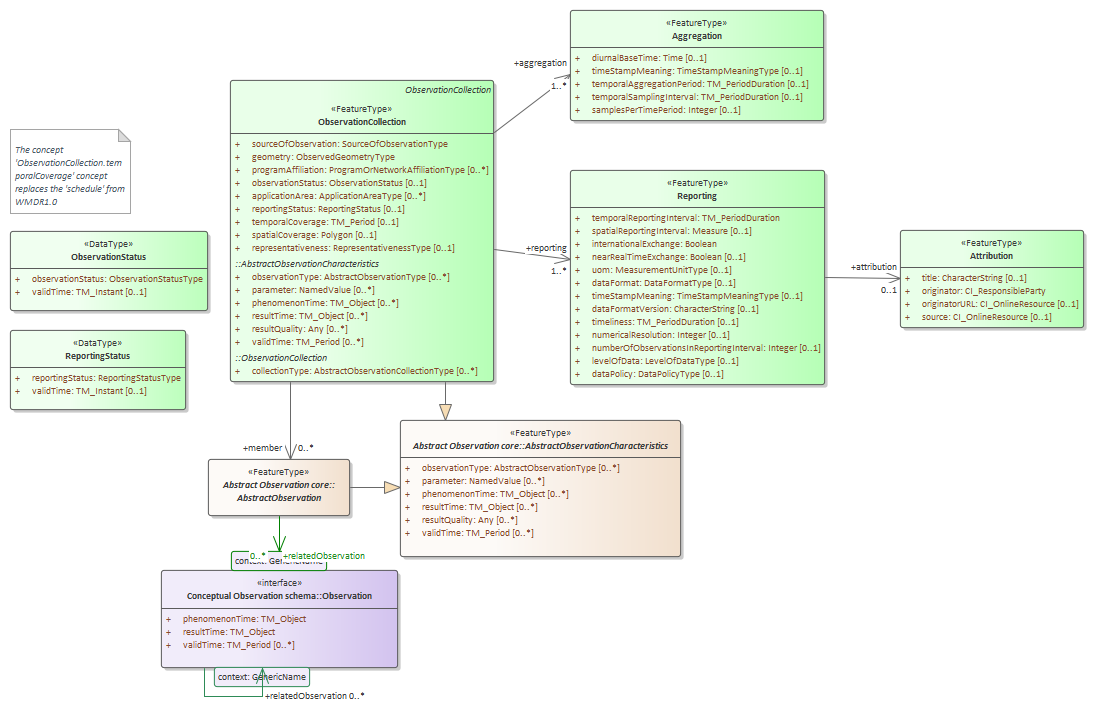 The concept
'ObservationCollection.tem
poralCoverage' concept
replaces the 'schedule' from
WMDR1.0
«DataType»
ObservationStatus
+ observationStatus: ObservationStatusType
+ validTime: TM_Instant [0..1]
«DataType»
ReportingStatus
+ reportingStatus: ReportingStatusType
+ validTime: TM_Instant [0..1]
ObservationCollection
«FeatureType»
ObservationCollection
+ sourceOfObservation: SourceOfObservationType
+ geometry: ObservedGeometryType
+ programAffiliation: ProgramOrNetworkAffiliationType [0..*]
+ observationStatus: ObservationStatus [0..1]
+ applicationArea: ApplicationAreaType [0..*]
+ reportingStatus: ReportingStatus [0..1]
+ temporalCoverage: TM_Period [0..1]
+ spatialCoverage: Polygon [0..1]
+ representativeness: RepresentativenessType [0..1]
::AbstractObservationCharacteristics
+ observationType: AbstractObservationType [0..*]
+ parameter: NamedValue [0..*]
+ phenomenonTime: TM_Object [0..*]
+ resultTime: TM_Object [0..*]
+ resultQuality: Any [0..*]
+ validTime: TM_Period [0..*]
::ObservationCollection
+ collectionType: AbstractObservationCollectionType [0..*]
+aggregation
1..*
«FeatureType»
Aggregation
+ diurnalBaseTime: Time [0..1]
+ timeStampMeaning: TimeStampMeaningType [0..1]
+ temporalAggregationPeriod: TM_PeriodDuration [0..1]
+ temporalSamplingInterval: TM_PeriodDuration [0..1]
+ samplesPerTimePeriod: Integer [0..1]
+reporting
1..*
«FeatureType»
Reporting
+ temporalReportingInterval: TM_PeriodDuration
+ spatialReportingInterval: Measure [0..1]
+ internationalExchange: Boolean
+ nearRealTimeExchange: Boolean [0..1]
+ uom: MeasurementUnitType [0..1]
+ dataFormat: DataFormatType [0..1]
+ timeStampMeaning: TimeStampMeaningType [0..1]
+ dataFormatVersion: CharacterString [0..1]
+ timeliness: TM_PeriodDuration [0..1]
+ numericalResolution: Integer [0..1]
+ numberOfObservationsInReportingInterval: Integer [0..1]
+ levelOfData: LevelOfDataType [0..1]
+ dataPolicy: DataPolicyType [0..1]
+attribution
0..1
«FeatureType»
Attribution
+ title: CharacterString [0..1]
+ originator: CI_ResponsibleParty
+ originatorURL: CI_OnlineResource [0..1]
+ source: CI_OnlineResource [0..1]
+member 0..*
«FeatureType»
Abstract Observation core::
AbstractObservation
«FeatureType»
Abstract Observation core::AbstractObservationCharacteristics
+ observationType: AbstractObservationType [0..*]
+ parameter: NamedValue [0..*]
+ phenomenonTime: TM_Object [0..*]
+ resultTime: TM_Object [0..*]
+ resultQuality: Any [0..*]
+ validTime: TM_Period [0..*]
0..* +relatedObservation
context: GenericName
«interface»
Conceptual Observation schema::Observation
+ phenomenonTime: TM_Object
+ resultTime: TM_Object
+ validTime: TM_Period [0..*]
context: GenericName
+relatedObservation 0..*